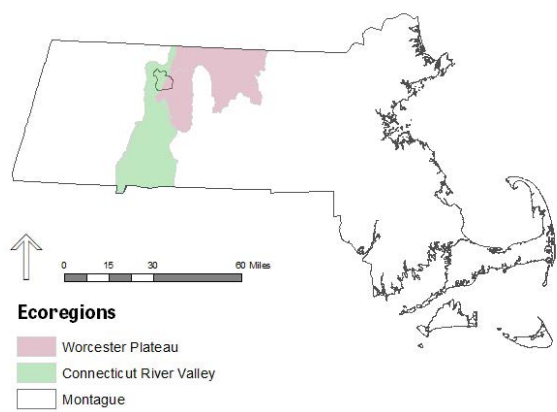 0 15 30 60 Miles
Ecoregions
Worcester Plateau
Connecticut River Valley
Montague